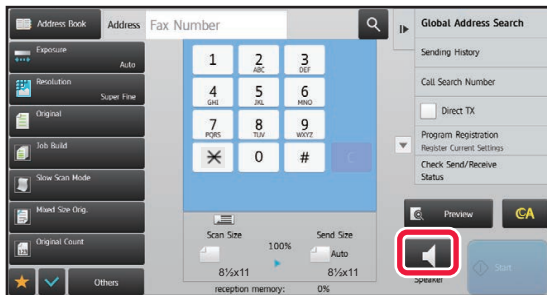 Address Book
Address
Fax Number
Global Address Search
Exposure
Auto
Resolution
Super Fine
Original
Job Build
Slow Scan Mode
Mixed Size Orig.
Original Count
Others
1
2
ABC
3
DEF
4
GHI
5
JKL
6
MNO
7
PQRS
8
TUV
9
WXYZ
0
#
C
Scan Size
Send Size
100%
Auto
8½x11
8½x11
reception memory:
0%
Sending History
Call Search Number
Direct TX
Program Registration
Register Current Settings
Check Send/Receive
Status
Preview
CA
Speaker
Start